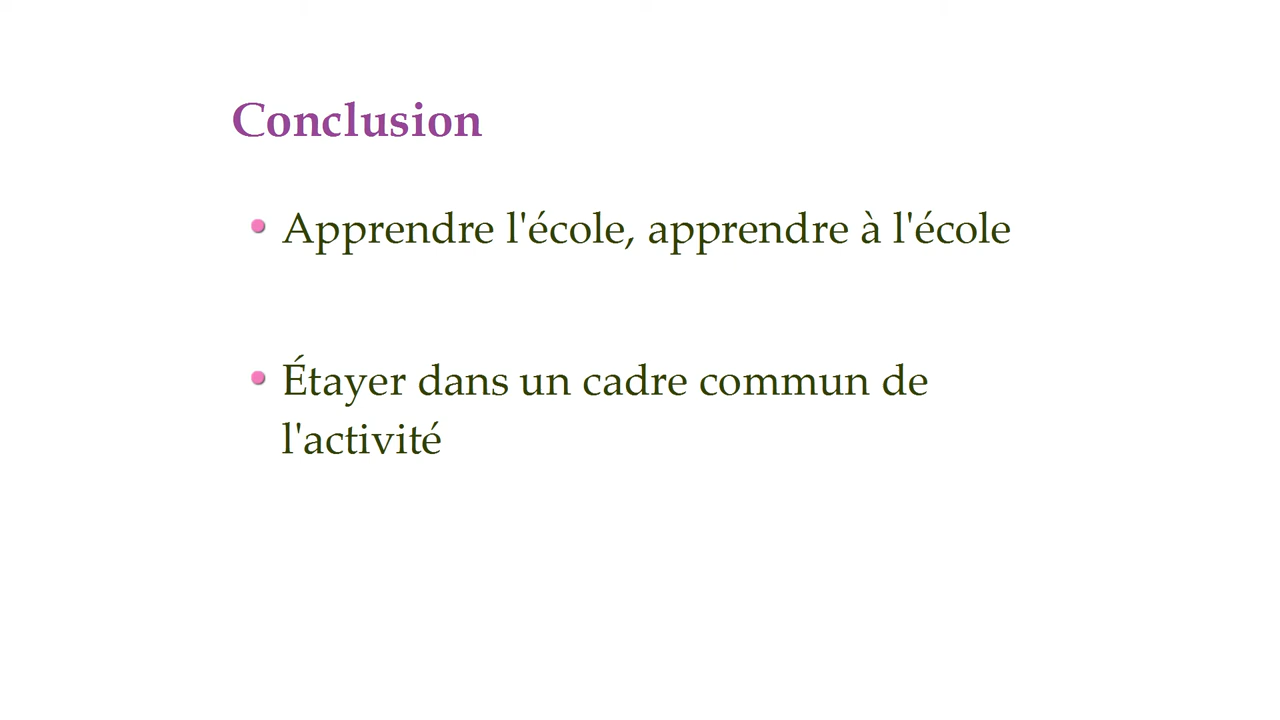 Conclusion
• Apprendre l'école, apprendre à l'école
• Étayer dans un cadre commun de
l'activité